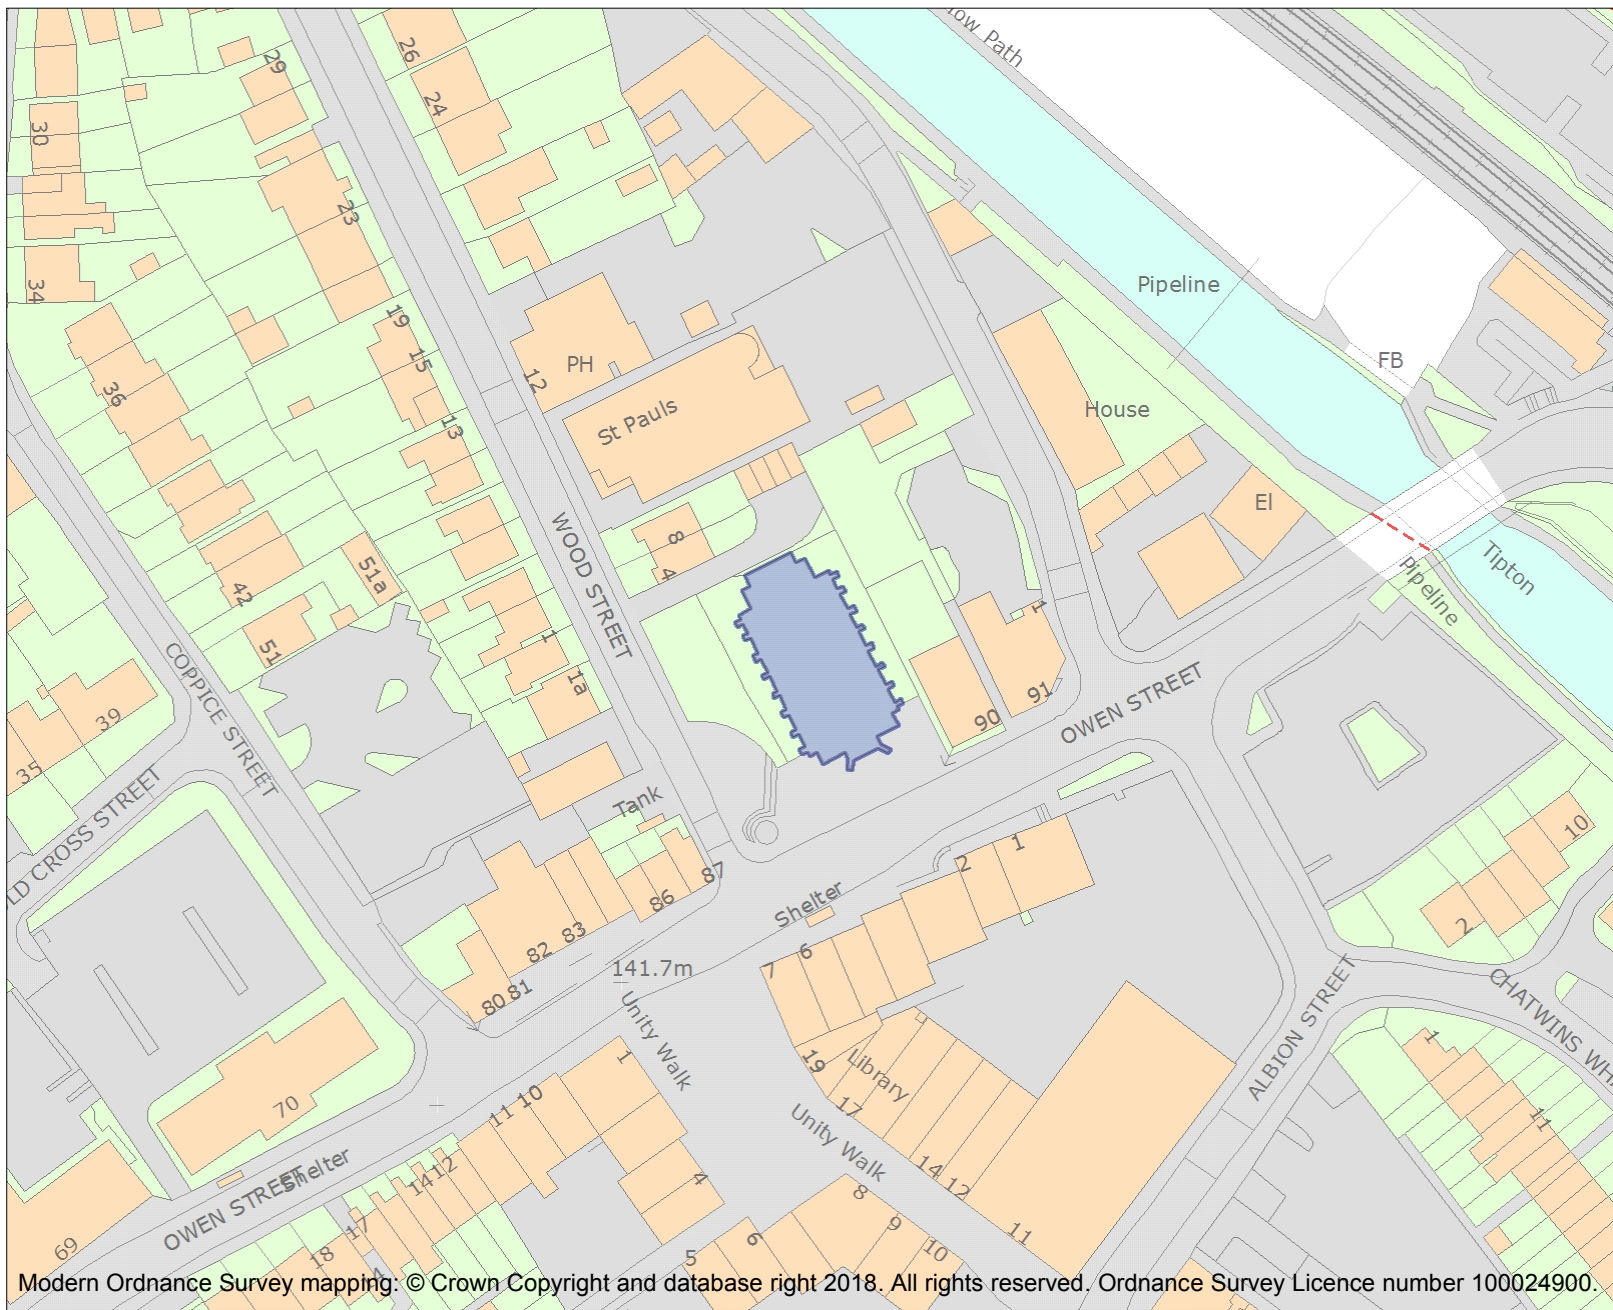 low Path
26
29
24
30
23
34
Pipeline
19
15
12
PH
FB
36
13
St Pauls
House
El
WOOD STREET
8
4
51a
42
Tipton
Pipeline
51
1
1
1a
COPPICE STREET
39
35
OWEN STREET
91
90
Tank
LD CROSS STREET
10
2
87
86
1
2
Shelter
82
83
6
7
141.7m
80
81
Unity Walk
ALBION STREET
CHATWINS WHA
19
Library
17
1
1
11
70
11
10
Unity Walk
14
12
Shelter
14
12
4
8
9
10
11
OWEN STREET
17
18
69
5
6
Modern Ordnance Survey mapping: © Crown Copyright and database right 2018. All rights reserved. Ordnance Survey Licence number 100024900.